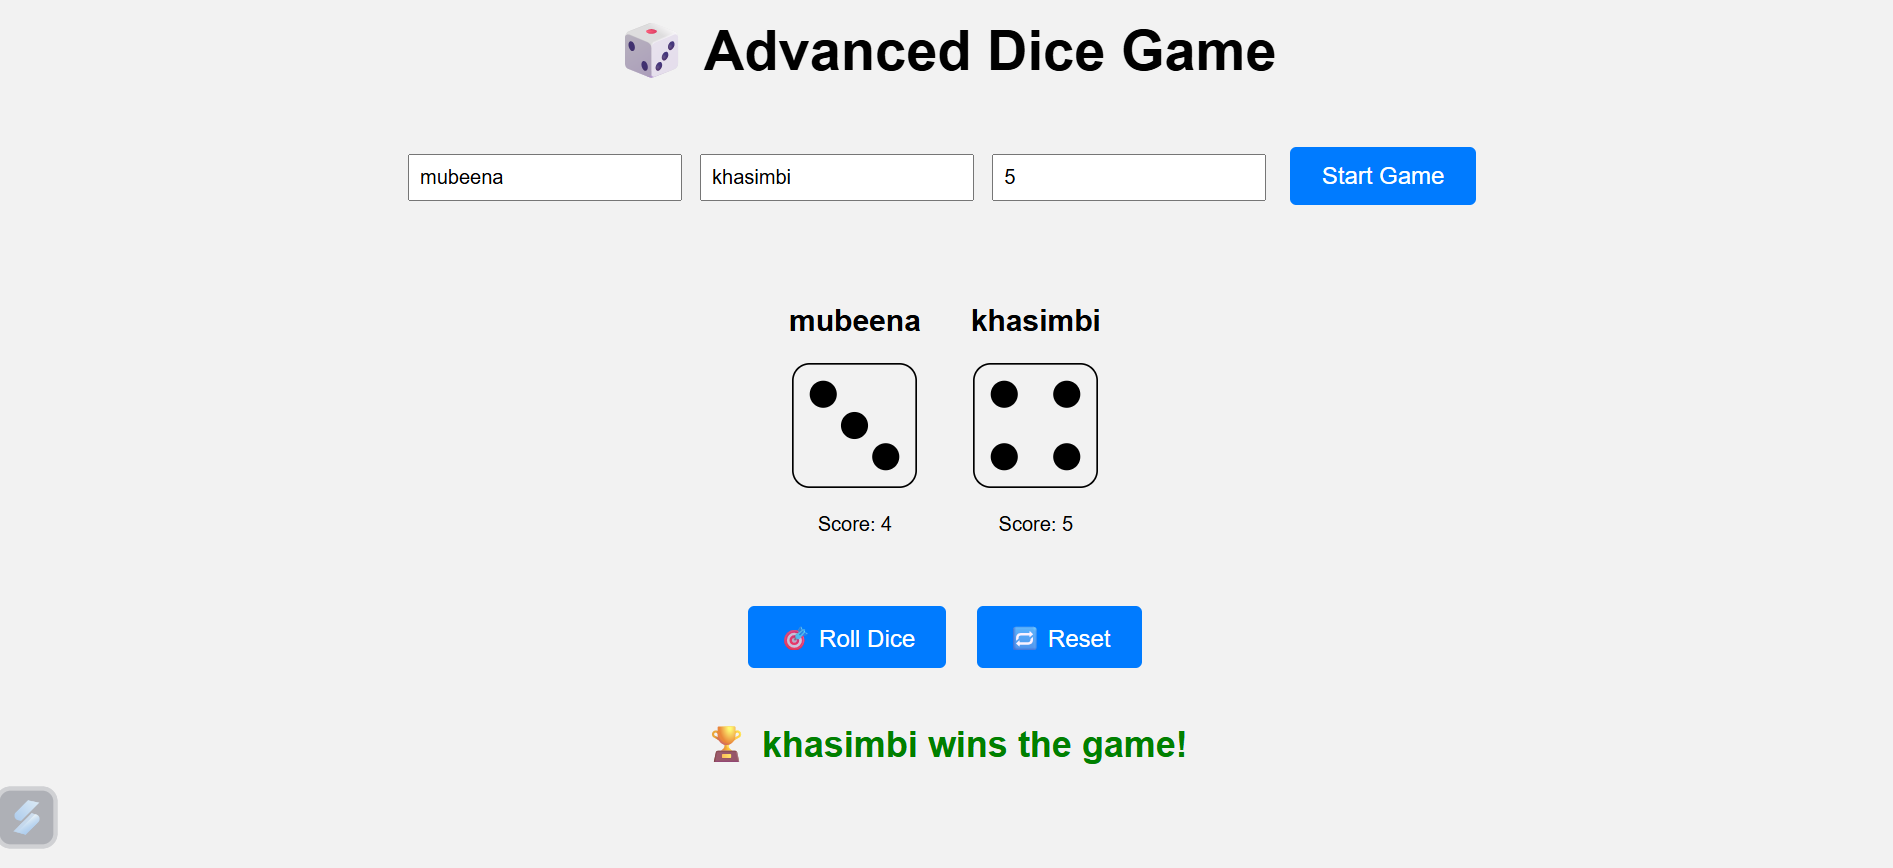 Advanced Dice Game
mubeena khasimbi 5 Start Game
mubeena khasimbi
Score: 4 Score: 5
Roll Dice Reset
khasimbi wins the game!